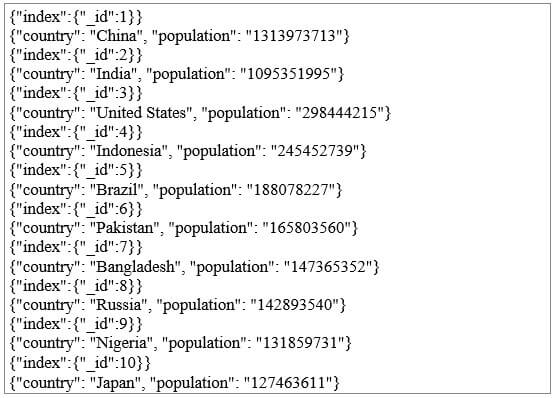 {"index":{"_id":1}}
{"country": "China", "population": "1313973713"}
{"index":{"_id":2}}
{"country": "India", "population": "1095351995"}
{"index":{"_id":3}}
{"country": "United States", "population": "298444215"}
{"index":{"_id":4}}
{"country": "Indonesia", "population": "245452739"}
{"index":{"_id":5}}
{"country": "Brazil", "population": "188078227"}
{"index":{"_id":6}}
{"country": "Pakistan", "population": "165803560"}
{"index":{"_id":7}}
{"country": "Bangladesh", "population": "147365352"}
{"index":{"_id":8}}
{"country": "Russia", "population": "142893540"}
{"index":{"_id":9}}
{"country": "Nigeria", "population": "131859731"}
{"index":{"_id":10}}
{"country": "Japan", "population": "127463611"}